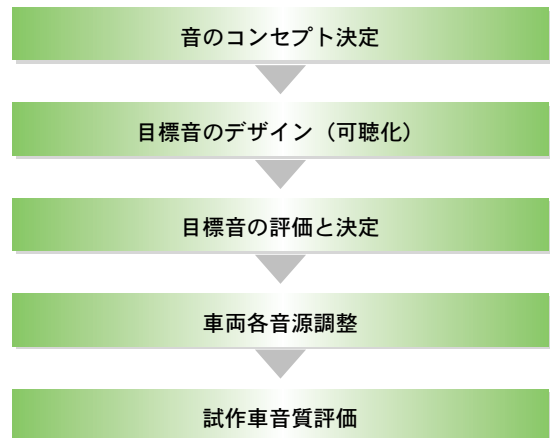 音のコンセプト決定
目標音のデザイン（可聴化）
目標音の評価と決定
車両各音源調整
試作車音質評価